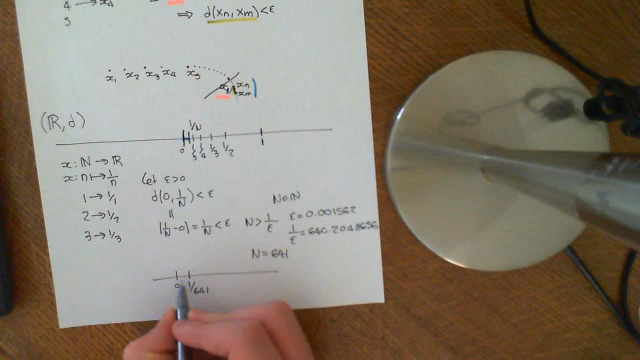 4 → x4
5
⇒ d(xn, xm) < ε
x1 x2 x3 x4 x5 xn
xm
(ℝ, d)
1/N
0 1/5 1/4 1/3 1/2 1
x: ℕ → ℝ
x: n ↦ 1/n
Let ε>0
1 → 1/1
d(0, 1/N) < ε
N∈ℕ
2 → 1/2
|1/N - 0| = 1/N < ε
N > 1/ε
ε = 0.001562
3 → 1/3
1/ε = 640.2048656
N = 641
0 1/641